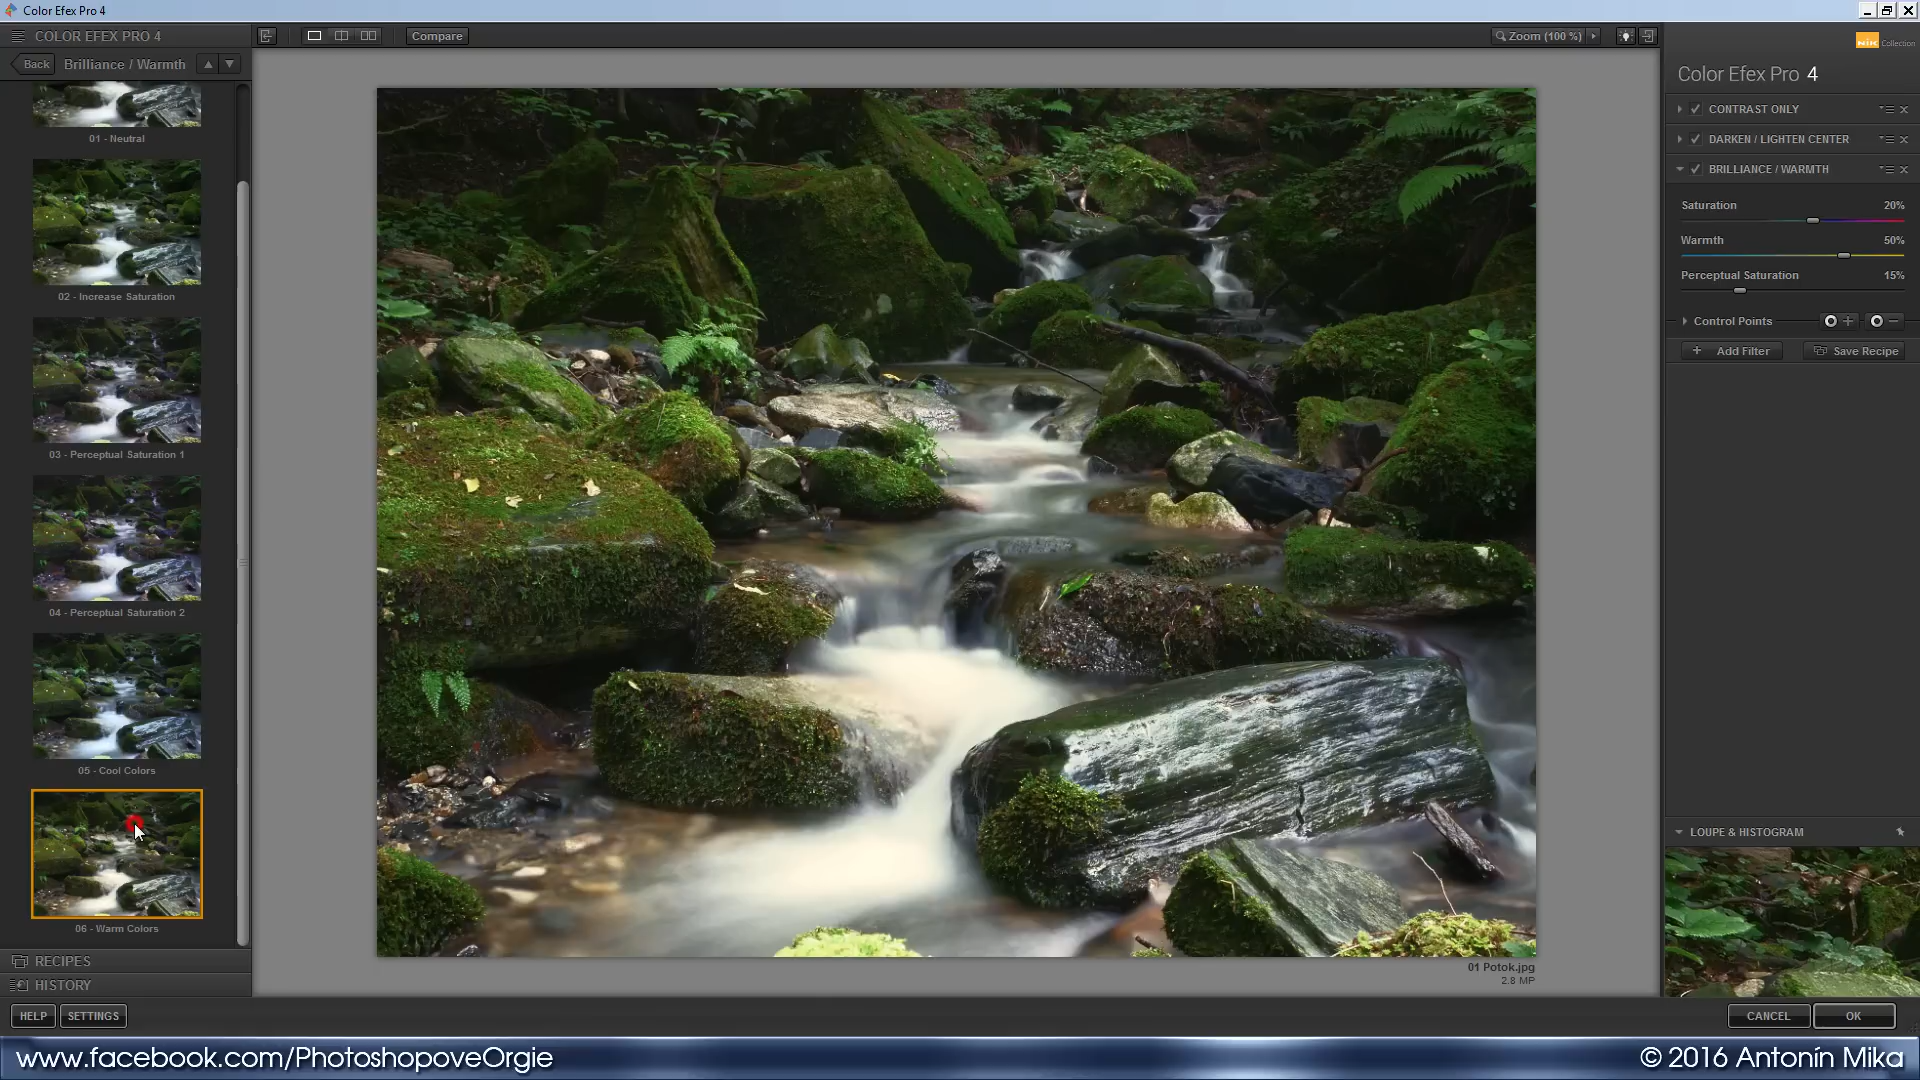 Color Efex Pro 4
COLOR EFEX PRO 4
Compare
Zoom (100 %)
Back
Brilliance / Warmth
01 - Neutral
02 - Increase Saturation
03 - Perceptual Saturation 1
04 - Perceptual Saturation 2
05 - Cool Colors
06 - Warm Colors
RECIPES
HISTORY
HELP
SETTINGS
01 Potok.jpg
2.8 MP
Nik Collection
Color Efex Pro 4
CONTRAST ONLY
DARKEN / LIGHTEN CENTER
BRILLIANCE / WARMTH
Saturation 20%
Warmth 50%
Perceptual Saturation 15%
Control Points
+ Add Filter
Save Recipe
LOUPE & HISTOGRAM
CANCEL
OK
www.facebook.com/PhotoshopoveOrgie
© 2016 Antonín Mika